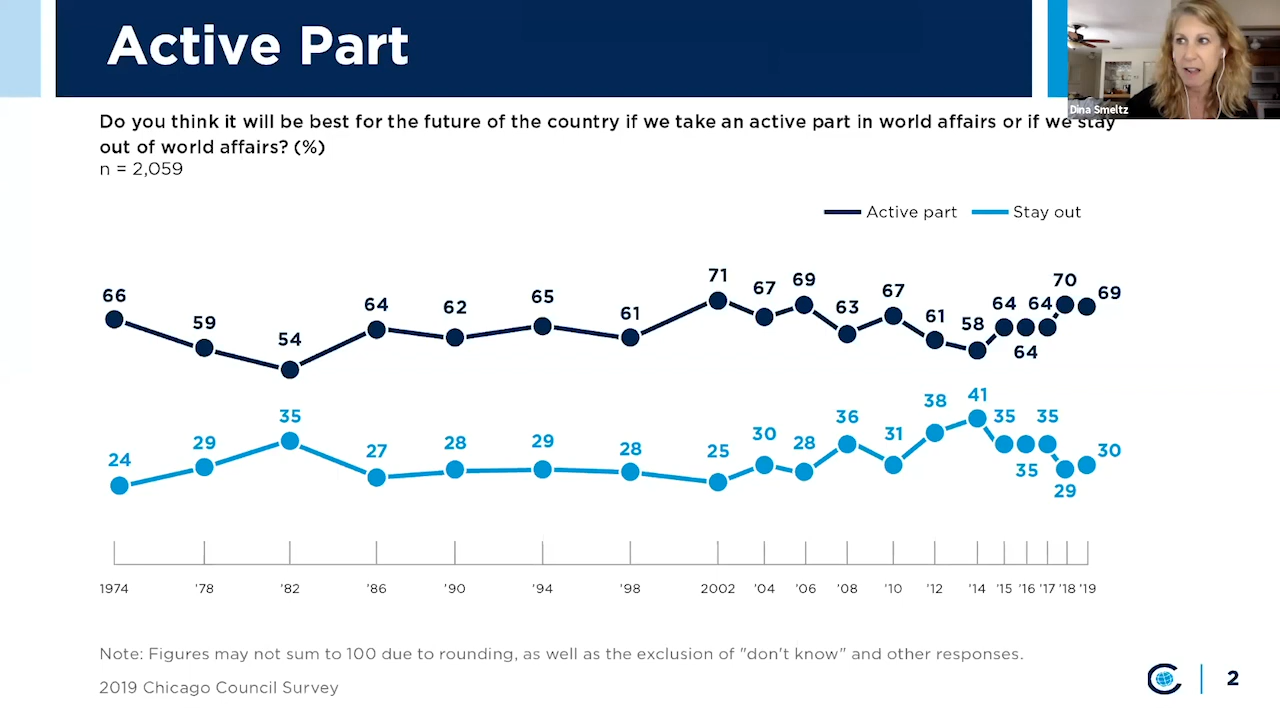 Active Part
Dina Smeltz
Do you think it will be best for the future of the country if we take an active part in world affairs or if we stay
out of world affairs? (%)
n = 2,059
Active part Stay out
66 59 54 64 62 65 61 71 67 69 63 67 61 58 64 64 64 70 69
24 29 35 27 28 29 28 25 30 28 36 31 38 41 35 35 35 29 30
1974 '78 '82 '86 '90 '94 '98 2002 '04 '06 '08 '10 '12 '14 '15 '16 '17 '18 '19
Note: Figures may not sum to 100 due to rounding, as well as the exclusion of "don't know" and other responses.
2019 Chicago Council Survey
2